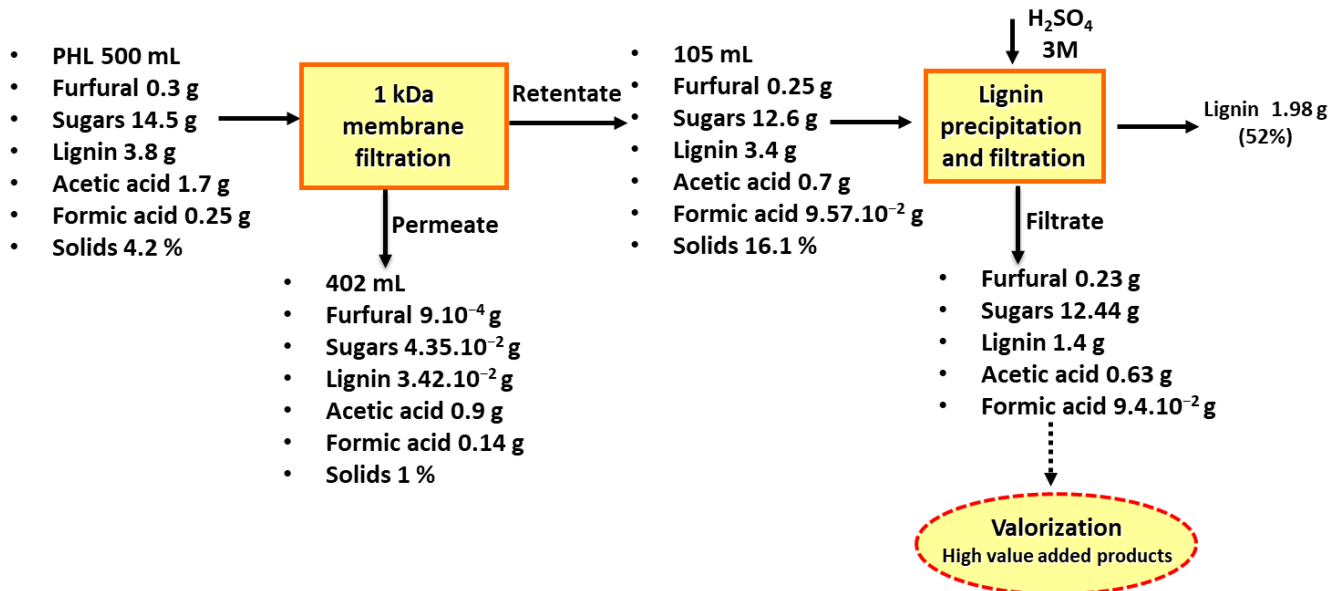 • PHL 500 mL
• Furfural 0.3 g
• Sugars 14.5 g
• Lignin 3.8 g
• Acetic acid 1.7 g
• Formic acid 0.25 g
• Solids 4.2 %
1 kDa
membrane
filtration
Retentate
Permeate
• 402 mL
• Furfural 9.10⁻⁴ g
• Sugars 4.35.10⁻² g
• Lignin 3.42.10⁻² g
• Acetic acid 0.9 g
• Formic acid 0.14 g
• Solids 1 %
• 105 mL
• Furfural 0.25 g
• Sugars 12.6 g
• Lignin 3.4 g
• Acetic acid 0.7 g
• Formic acid 9.57.10⁻² g
• Solids 16.1 %
H₂SO₄
3M
Lignin
precipitation
and filtration
Lignin 1.98 g
(52%)
Filtrate
• Furfural 0.23 g
• Sugars 12.44 g
• Lignin 1.4 g
• Acetic acid 0.63 g
• Formic acid 9.4.10⁻² g
Valorization
High value added products